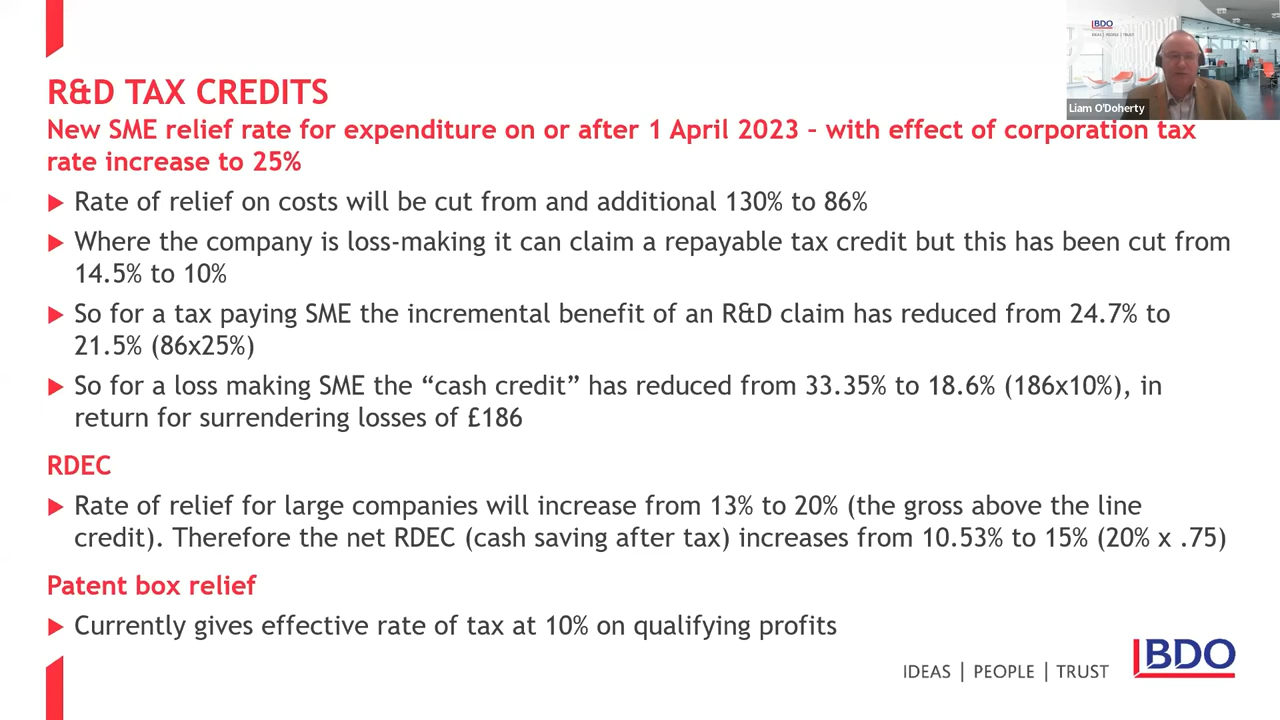 BDO
IDEAS | PEOPLE | TRUST
Liam O'Doherty
R&D TAX CREDITS
New SME relief rate for expenditure on or after 1 April 2023 – with effect of corporation tax
rate increase to 25%
Rate of relief on costs will be cut from and additional 130% to 86%
Where the company is loss-making it can claim a repayable tax credit but this has been cut from
14.5% to 10%
So for a tax paying SME the incremental benefit of an R&D claim has reduced from 24.7% to
21.5% (86x25%)
So for a loss making SME the “cash credit” has reduced from 33.35% to 18.6% (186x10%), in
return for surrendering losses of £186
RDEC
Rate of relief for large companies will increase from 13% to 20% (the gross above the line
credit). Therefore the net RDEC (cash saving after tax) increases from 10.53% to 15% (20% x .75)
Patent box relief
Currently gives effective rate of tax at 10% on qualifying profits
IDEAS | PEOPLE | TRUST
BDO